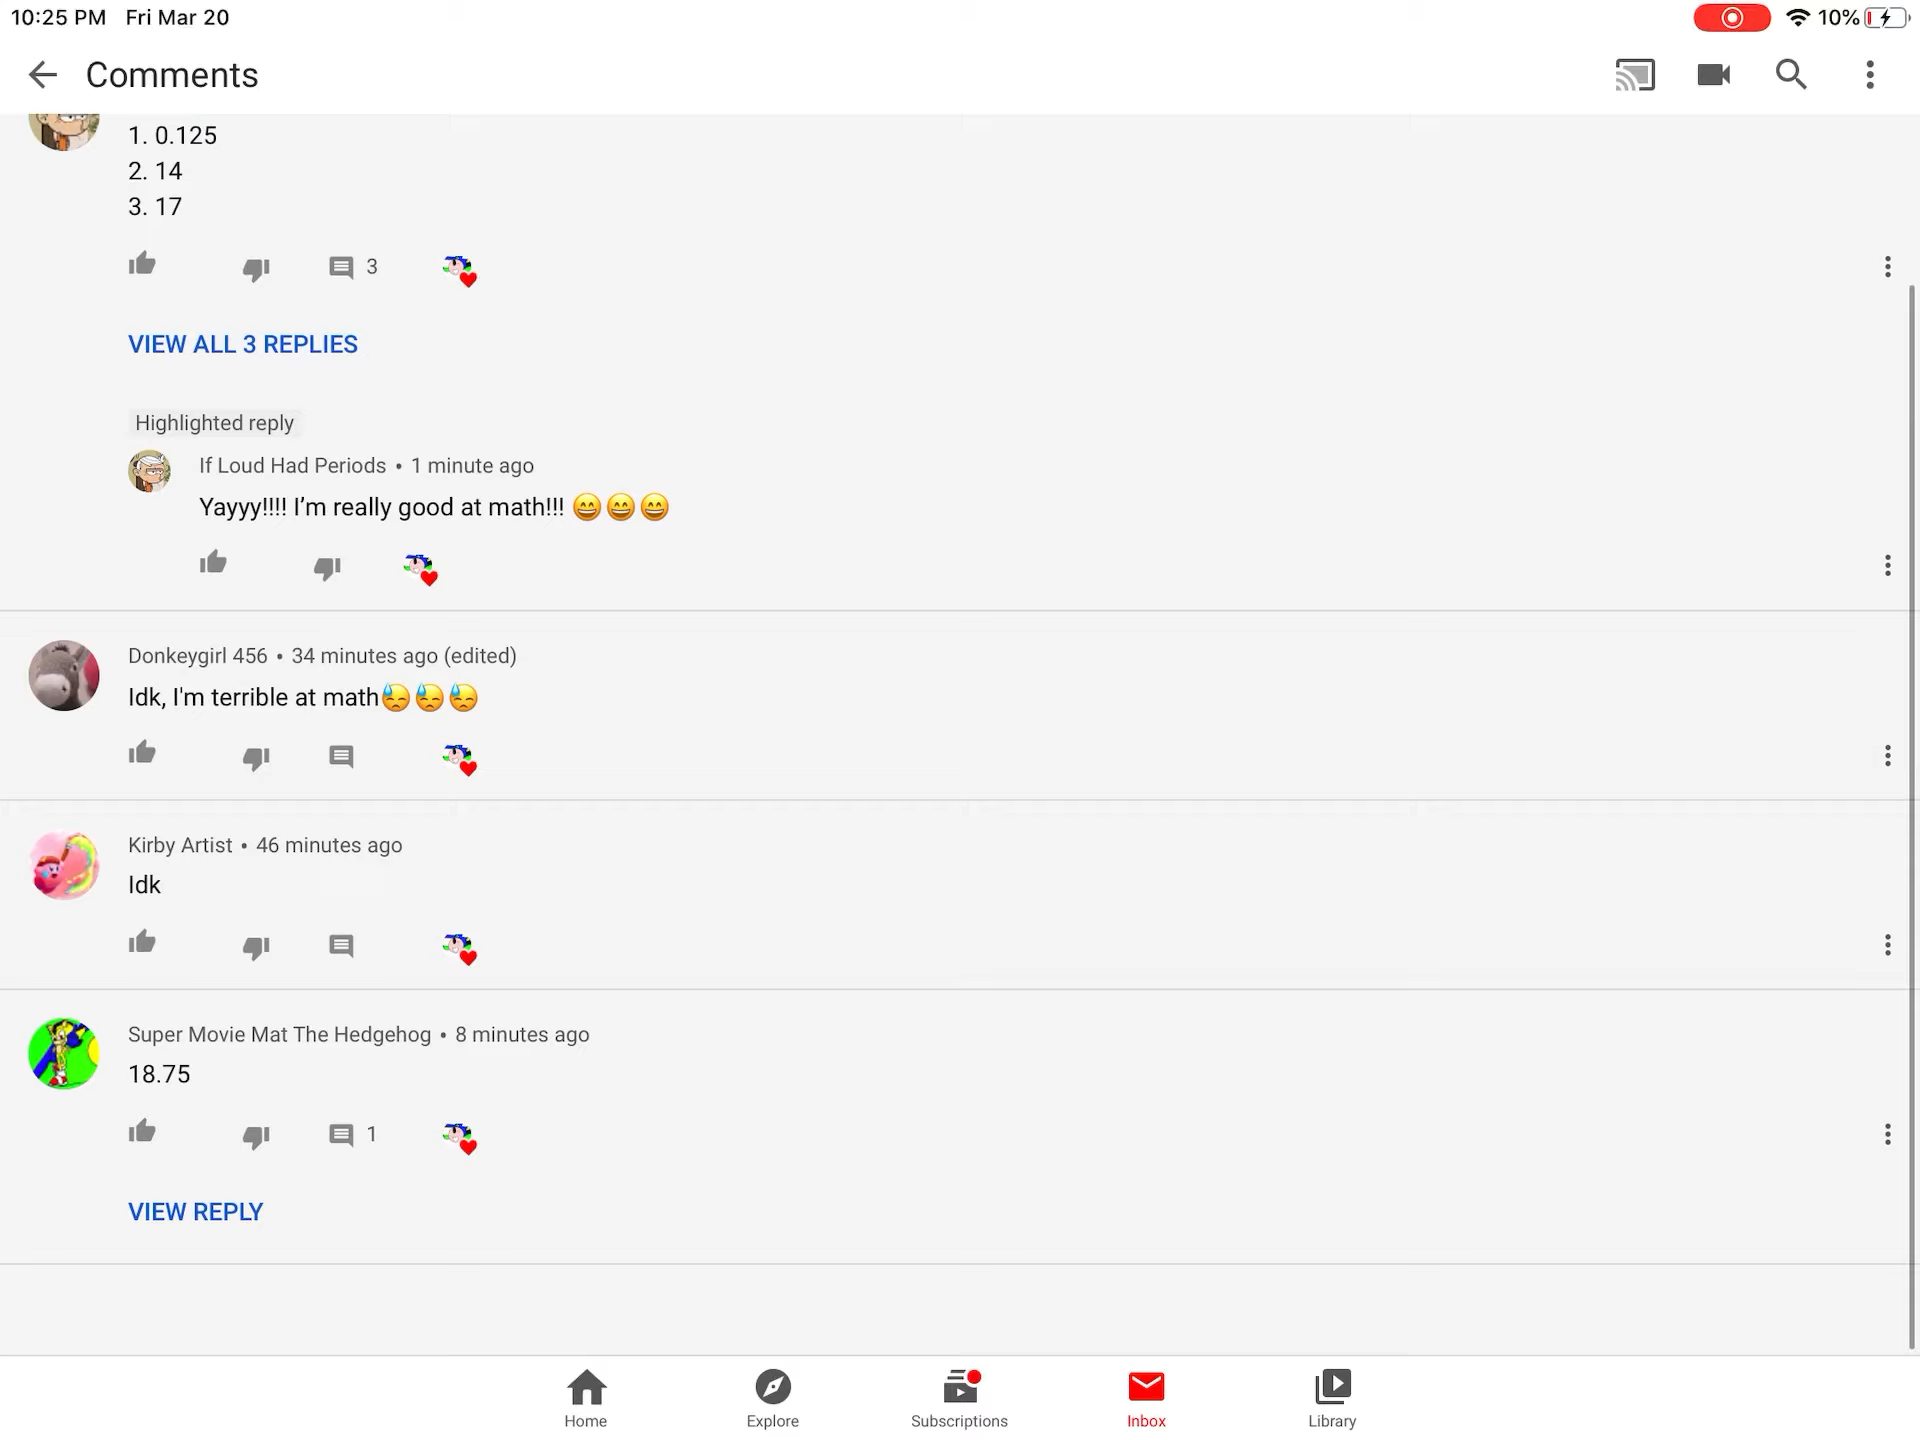 10:25 PM Fri Mar 20 10%
Comments
1. 0.125
2. 14
3. 17
3
VIEW ALL 3 REPLIES
Highlighted reply
If Loud Had Periods • 1 minute ago
Yayyy!!!! I’m really good at math!!! 😄😄😄
Donkeygirl 456 • 34 minutes ago (edited)
Idk, I'm terrible at math😓😓😓
Kirby Artist • 46 minutes ago
Idk
Super Movie Mat The Hedgehog • 8 minutes ago
18.75
1
VIEW REPLY
Home Explore Subscriptions Inbox Library